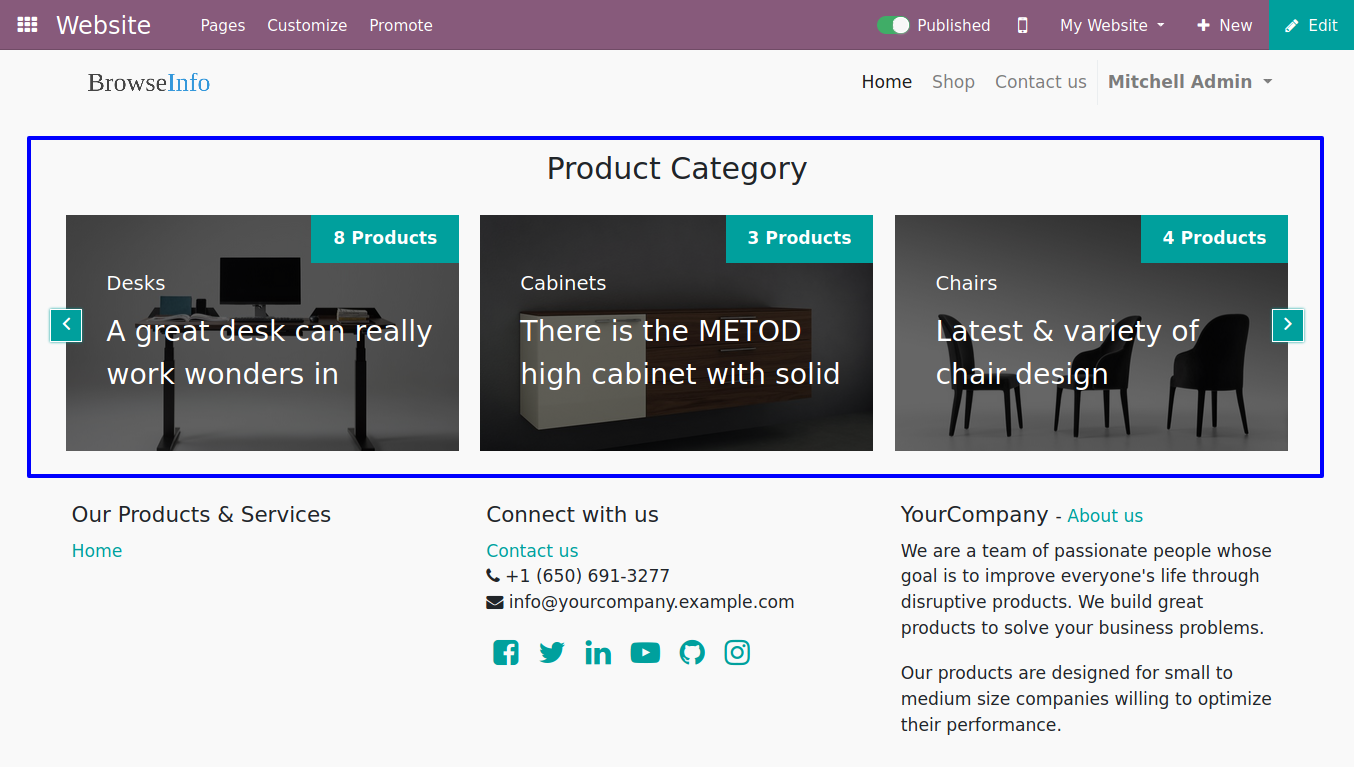 Website Pages Customize Promote Published My Website New Edit
BrowseInfo Home Shop Contact us Mitchell Admin
Product Category
8 Products
Desks
A great desk can really
work wonders in
3 Products
Cabinets
There is the METOD
high cabinet with solid
4 Products
Chairs
Latest & variety of
chair design
Our Products & Services
Home
Connect with us
Contact us
+1 (650) 691-3277
info@yourcompany.example.com
YourCompany - About us
We are a team of passionate people whose
goal is to improve everyone's life through
disruptive products. We build great
products to solve your business problems.
Our products are designed for small to
medium size companies willing to optimize
their performance.